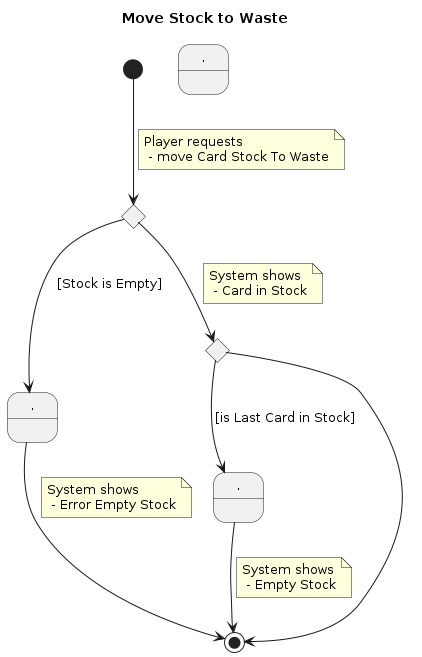 Move Stock to Waste
.
Player requests
- move Card Stock To Waste
[Stock is Empty]
System shows
- Card in Stock
.
[is Last Card in Stock]
System shows
- Error Empty Stock
.
System shows
- Empty Stock